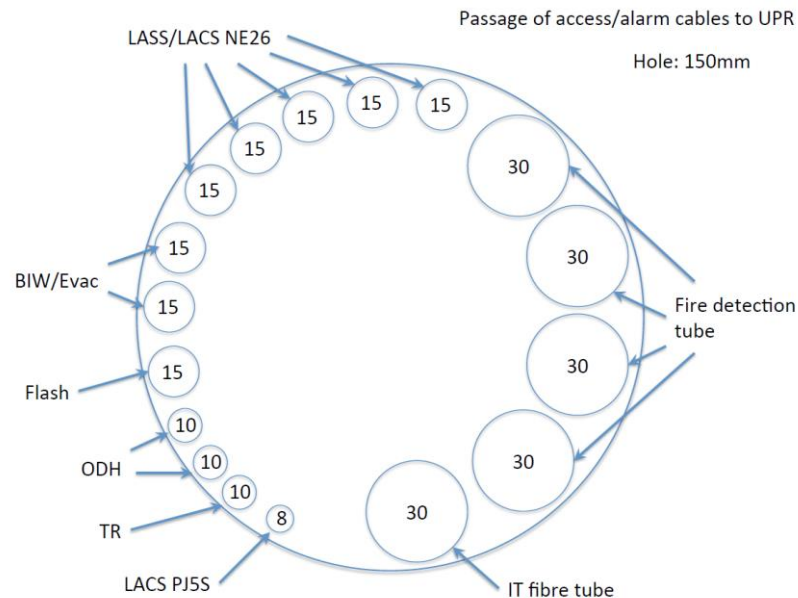 Passage of access/alarm cables to UPR
LASS/LACS NE26
Hole: 150mm
15
15
15
15
15
30
15
30
BIW/Evac
15
Fire detection
tube
15
30
Flash
10
10
30
ODH
10
8
30
TR
LACS PJ5S
IT fibre tube